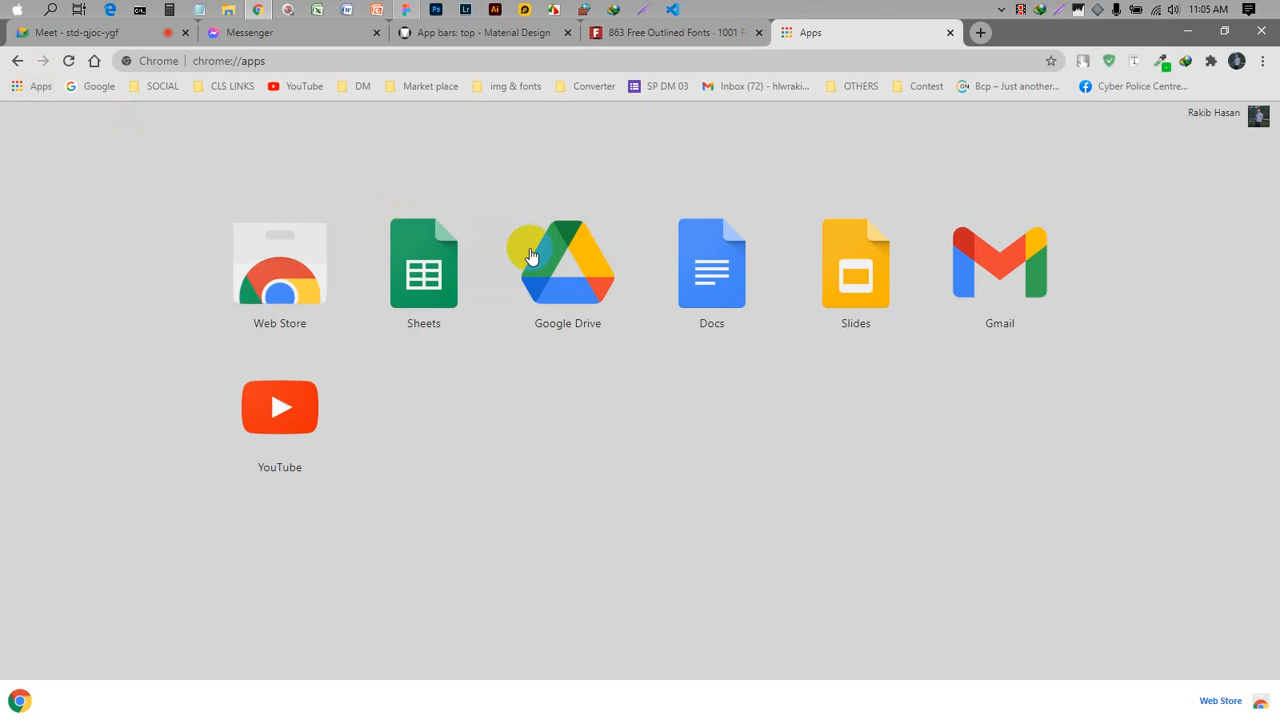 11:05 AM
Meet - std-qjoc-ygf
Messenger
App bars: top - Material Design
863 Free Outlined Fonts - 1001 F
Apps
Chrome | chrome://apps
Apps
Google
SOCIAL
CLS LINKS
YouTube
DM
Market place
img & fonts
Converter
SP DM 03
Inbox (72) - hlwraki...
OTHERS
Contest
Bcp – Just another...
Cyber Police Centre...
Rakib Hasan
Web Store
Sheets
Google Drive
Docs
Slides
Gmail
YouTube
Web Store